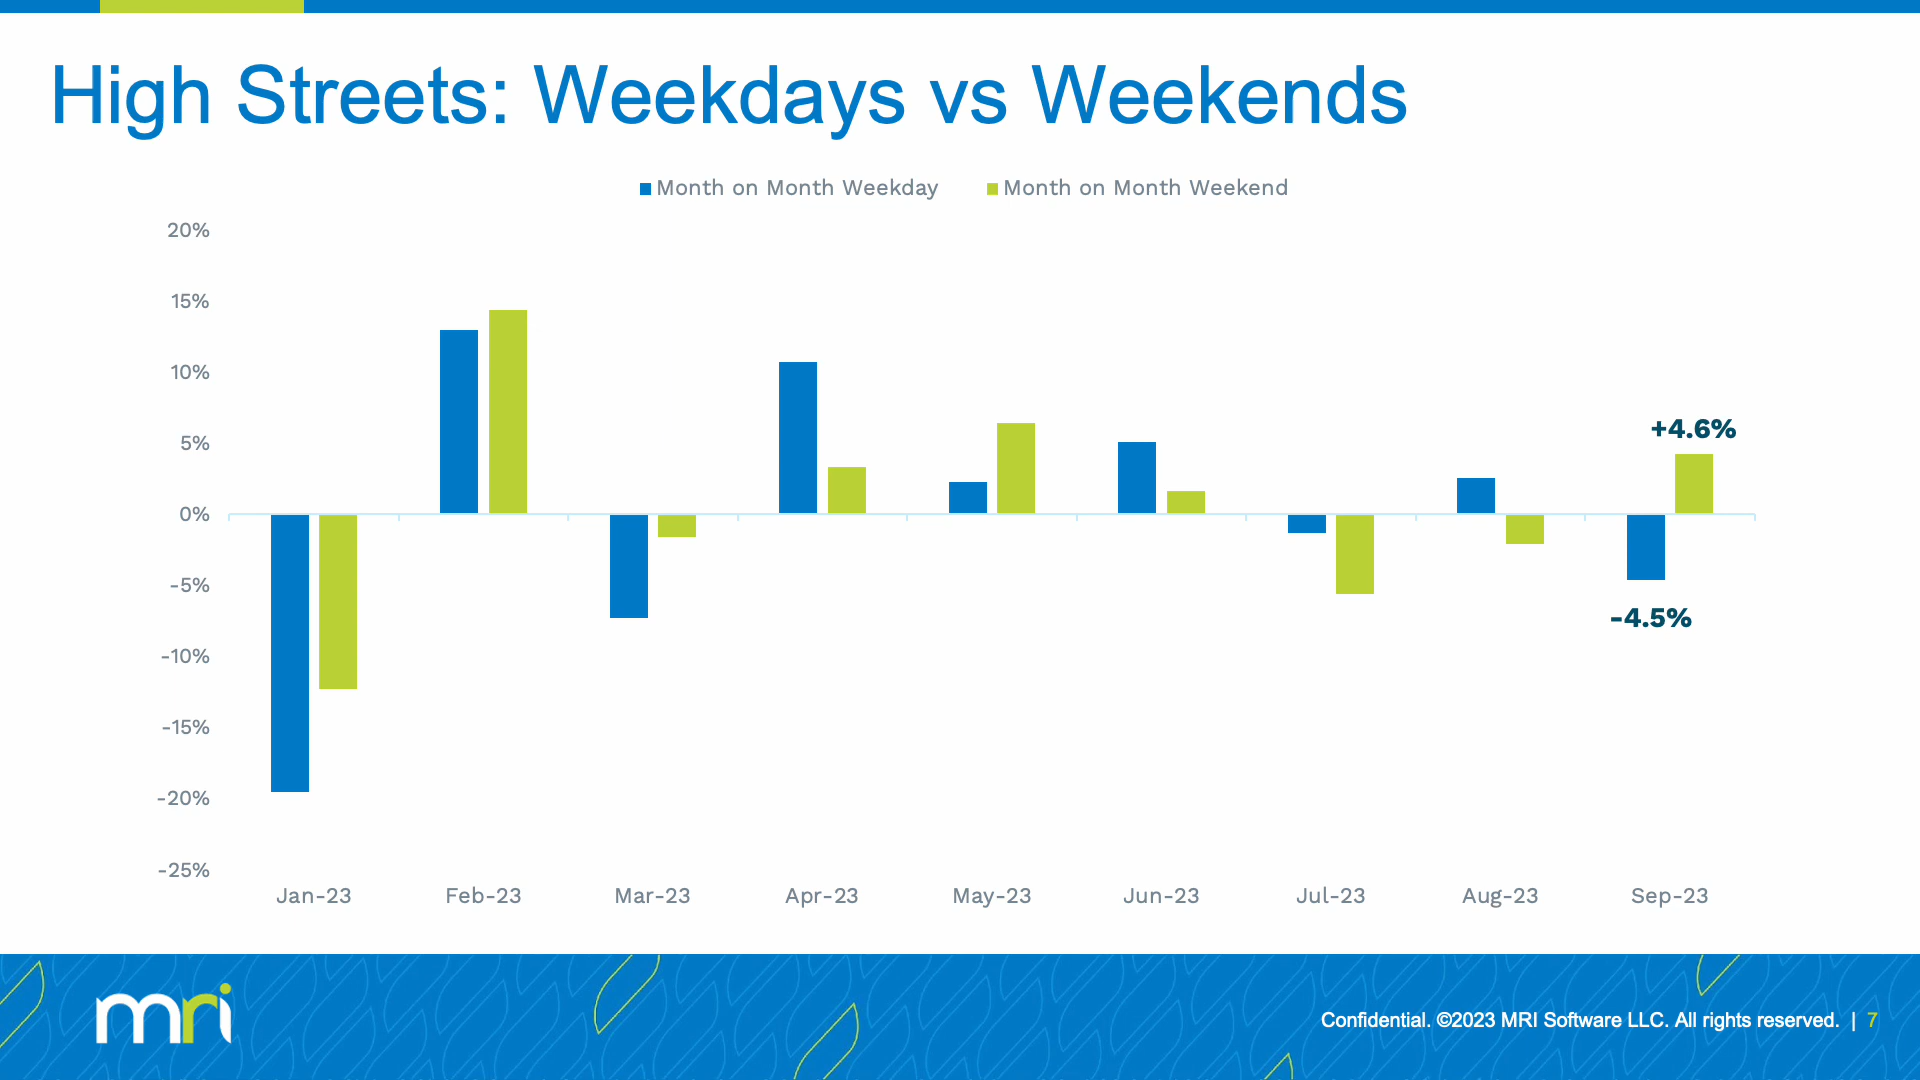 High Streets: Weekdays vs Weekends
Month on Month Weekday Month on Month Weekend
20%
15%
10%
5%
0%
-5%
-10%
-15%
-20%
-25%
+4.6%
-4.5%
Jan-23 Feb-23 Mar-23 Apr-23 May-23 Jun-23 Jul-23 Aug-23 Sep-23
mri
Confidential. ©2023 MRI Software LLC. All rights reserved. | 7